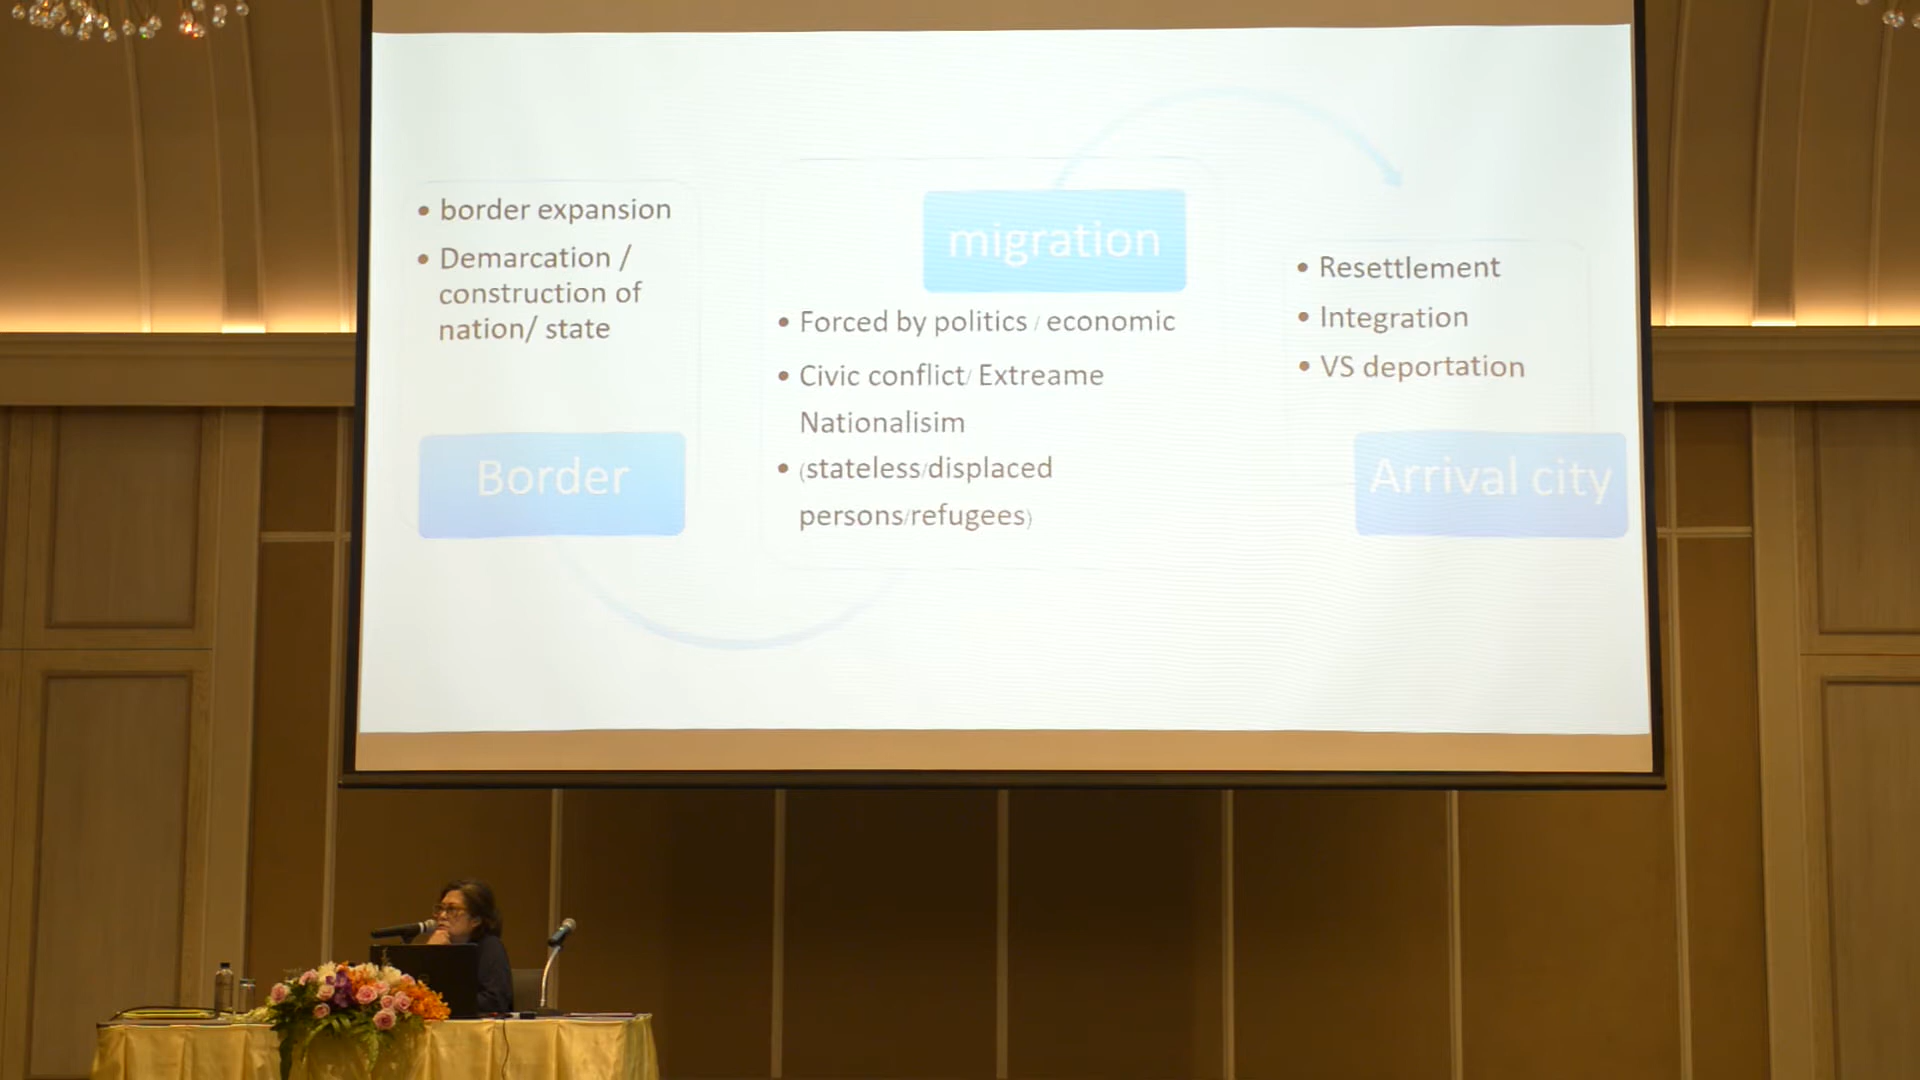 • border expansion
• Demarcation /
construction of
nation/ state
Border
migration
• Forced by politics / economic
• Civic conflict/ Extreame
Nationalisim
• (stateless/displaced
persons/refugees)
• Resettlement
• Integration
• VS deportation
Arrival city